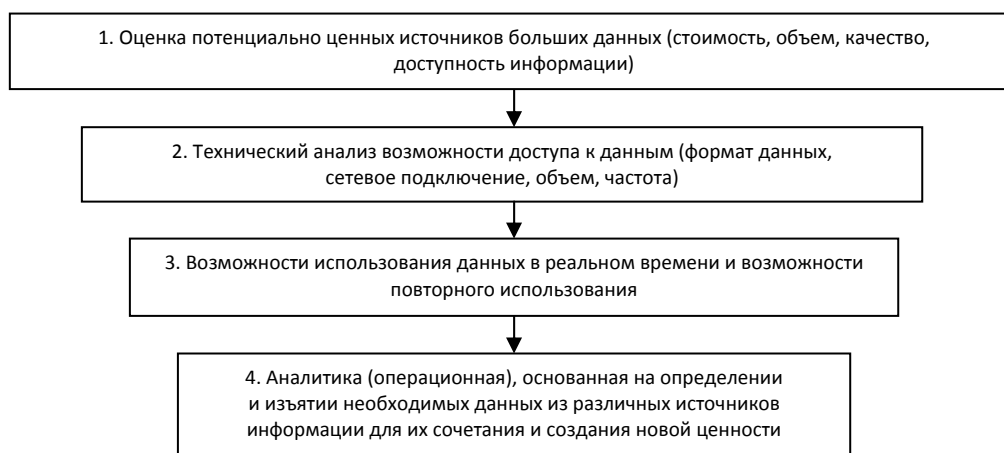 1. Оценка потенциально ценных источников больших данных (стоимость, объем, качество,
доступность информации)
2. Технический анализ возможности доступа к данным (формат данных,
сетевое подключение, объем, частота)
3. Возможности использования данных в реальном времени и возможности
повторного использования
4. Аналитика (операционная), основанная на определении
и изъятии необходимых данных из различных источников
информации для их сочетания и создания новой ценности